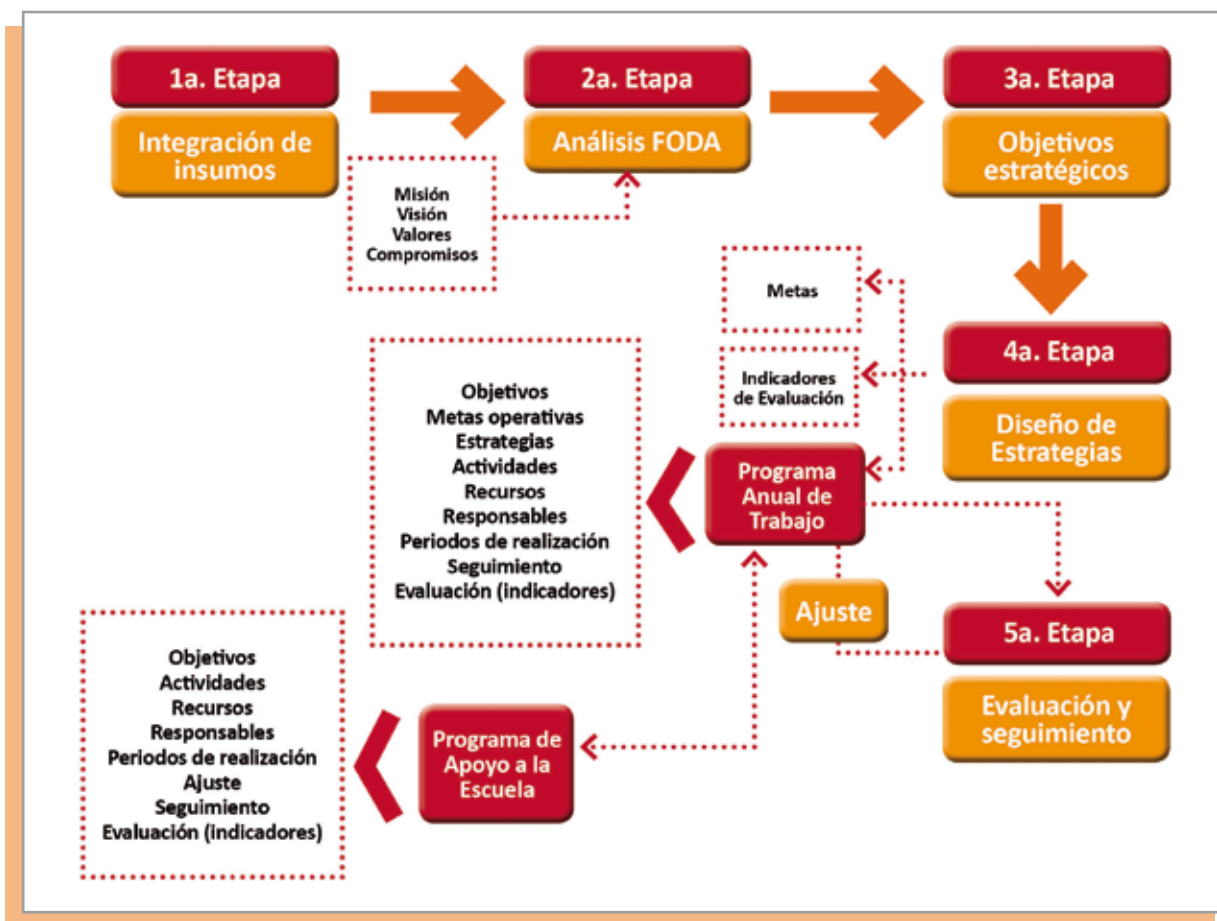 1a. Etapa
Integración de
insumos
2a. Etapa
Análisis FODA
3a. Etapa
Objetivos
estratégicos
Misión
Visión
Valores
Compromisos
Metas
Indicadores
de Evaluación
4a. Etapa
Diseño de
Estrategias
Objetivos
Metas operativas
Estrategias
Actividades
Recursos
Responsables
Periodos de realización
Seguimiento
Evaluación (indicadores)
Programa
Anual de
Trabajo
Ajuste
5a. Etapa
Evaluación y
seguimiento
Objetivos
Actividades
Recursos
Responsables
Periodos de realización
Ajuste
Seguimiento
Evaluación (indicadores)
Programa de
Apoyo a la
Escuela